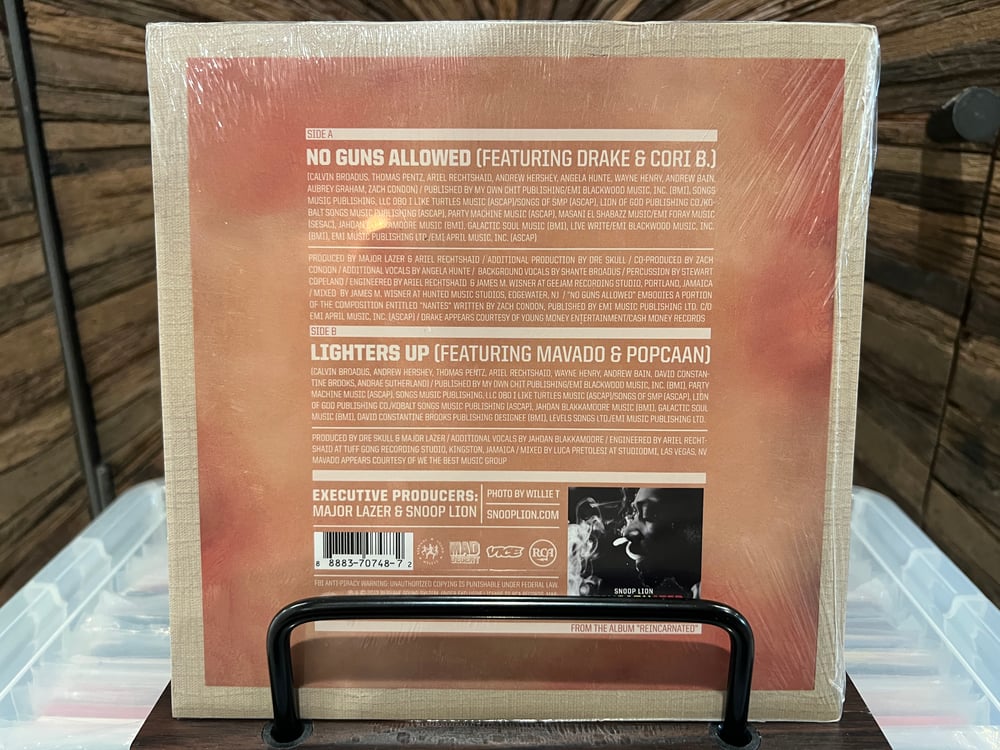 SIDE A
NO GUNS ALLOWED (FEATURING DRAKE & CORI B.)
(CALVIN BROADUS, THOMAS PENTZ, ARIEL RECHTSHAID, ANDREW HERSHEY, ANGELA HUNTE, WAYNE HENRY, ANDREW BAIN,
AUBREY GRAHAM, ZACH CONDON) / PUBLISHED BY MY OWN CHIT PUBLISHING/EMI BLACKWOOD MUSIC, INC. (BMI), SONGS
MUSIC PUBLISHING, LLC OBO I LIKE TURTLES MUSIC (ASCAP)/SONGS OF SMP (ASCAP), LION OF GOD PUBLISHING CO./KO-
BALT SONGS MUSIC PUBLISHING (ASCAP), PARTY MACHINE MUSIC (ASCAP), MASANI EL SHABAZZ MUSIC/EMI FORAY MUSIC
(SESAC), JAHDAN BLAKKAMOORE MUSIC (BMI), GALACTIC SOUL MUSIC (BMI), LIVE WRITE/EMI BLACKWOOD MUSIC, INC.
(BMI), EMI MUSIC PUBLISHING LTD./EMI APRIL MUSIC, INC. (ASCAP)
PRODUCED BY MAJOR LAZER & ARIEL RECHTSHAID / ADDITIONAL PRODUCTION BY DRE SKULL / CO-PRODUCED BY ZACH
CONDON / ADDITIONAL VOCALS BY ANGELA HUNTE / BACKGROUND VOCALS BY SHANTE BROADUS / PERCUSSION BY STEWART
COPELAND / ENGINEERED BY ARIEL RECHTSHAID & JAMES M. WISNER AT GEEJAM RECORDING STUDIO, PORTLAND, JAMAICA
/ MIXED BY JAMES M. WISNER AT HUNTED MUSIC STUDIOS, EDGEWATER, NJ / "NO GUNS ALLOWED" EMBODIES A PORTION
OF THE COMPOSITION ENTITLED "NANTES" WRITTEN BY ZACH CONDON, PUBLISHED BY EMI MUSIC PUBLISHING LTD. C/O
EMI APRIL MUSIC, INC. (ASCAP) / DRAKE APPEARS COURTESY OF YOUNG MONEY ENTERTAINMENT/CASH MONEY RECORDS
SIDE B
LIGHTERS UP (FEATURING MAVADO & POPCAAN)
(CALVIN BROADUS, ANDREW HERSHEY, THOMAS PENTZ, ARIEL RECHTSHAID, WAYNE HENRY, ANDREW BAIN, DAVID CONSTAN-
TINE BROOKS, ANDRAE SUTHERLAND) / PUBLISHED BY MY OWN CHIT PUBLISHING/EMI BLACKWOOD MUSIC, INC. (BMI), PARTY
MACHINE MUSIC (ASCAP), SONGS MUSIC PUBLISHING, LLC OBO I LIKE TURTLES MUSIC (ASCAP)/SONGS OF SMP (ASCAP), LION
OF GOD PUBLISHING CO./KOBALT SONGS MUSIC PUBLISHING (ASCAP), JAHDAN BLAKKAMOORE MUSIC (BMI), GALACTIC SOUL
MUSIC (BMI), DAVID CONSTANTINE BROOKS PUBLISHING DESIGNEE (BMI), LEVELS SONGS LTD./EMI MUSIC PUBLISHING LTD.
PRODUCED BY DRE SKULL & MAJOR LAZER / ADDITIONAL VOCALS BY JAHDAN BLAKKAMOORE / ENGINEERED BY ARIEL RECHT-
SHAID AT TUFF GONG RECORDING STUDIO, KINGSTON, JAMAICA / MIXED BY LUCA PRETOLESI AT STUDIODMI, LAS VEGAS, NV
MAVADO APPEARS COURTESY OF WE THE BEST MUSIC GROUP
EXECUTIVE PRODUCERS:
MAJOR LAZER & SNOOP LION
PHOTO BY WILLIE T
SNOOPLION.COM
8 8883-70748-7 2
MAD DECENT
VICE
RCA
SNOOP LION
FBI ANTI-PIRACY WARNING: UNAUTHORIZED COPYING IS PUNISHABLE UNDER FEDERAL LAW.
FROM THE ALBUM "REINCARNATED"